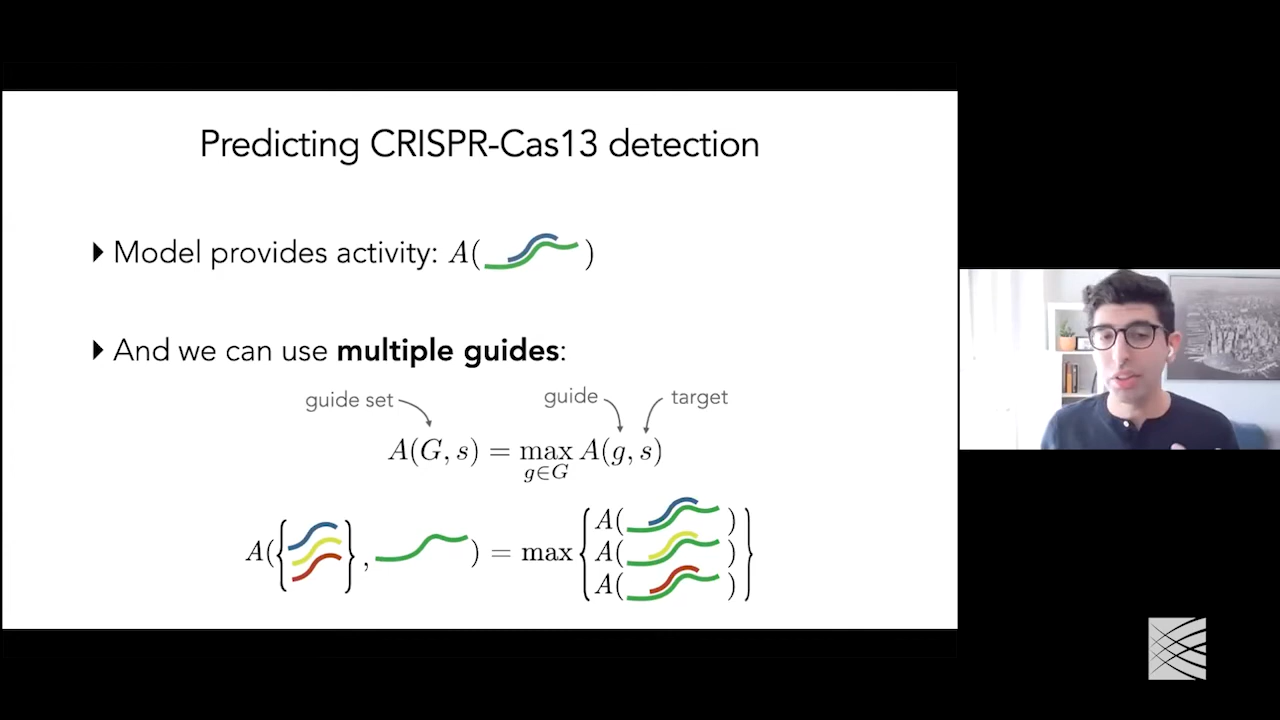 Predicting CRISPR-Cas13 detection
Model provides activity: A( )
And we can use multiple guides:
guide set guide target
A(G, s) = max A(g, s)
g∈G
A({ } , ) = max { A( ) A( ) A( ) }